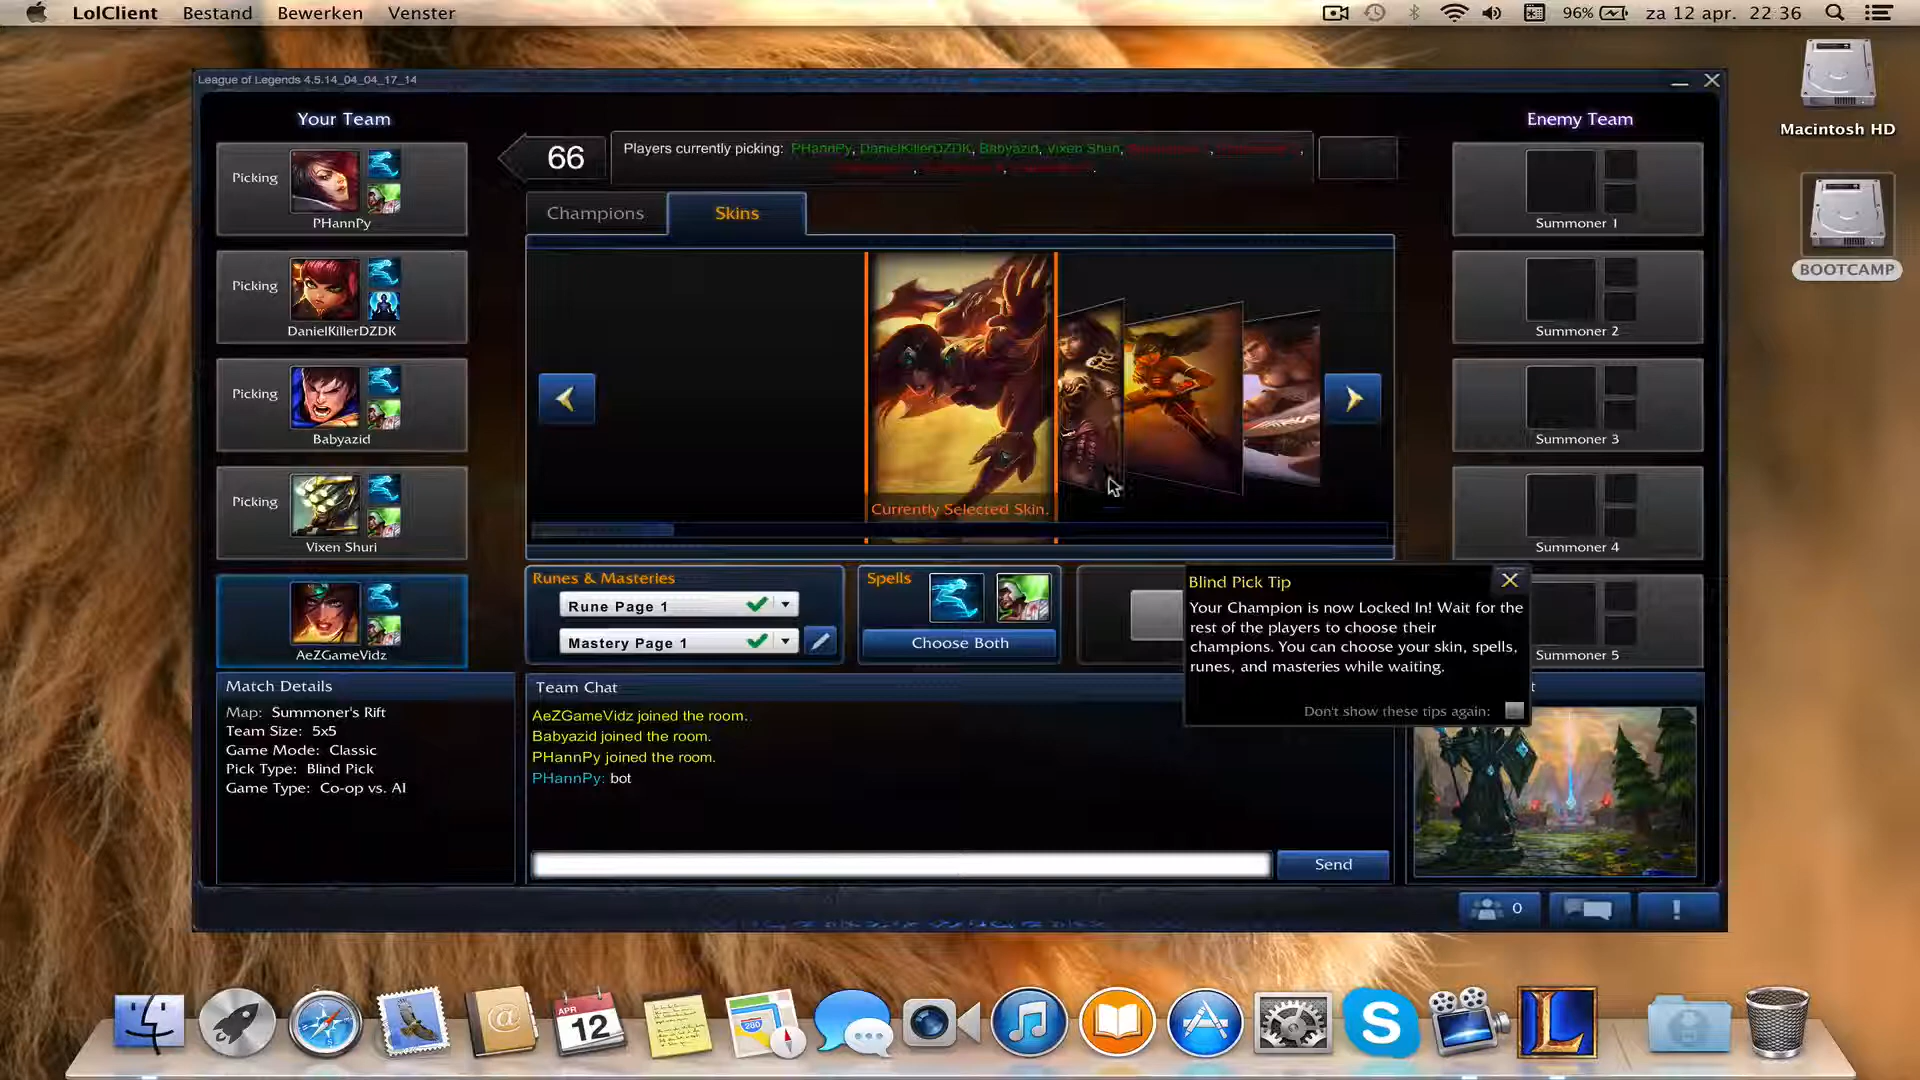 LolClient Bestand Bewerken Venster
96% za 12 apr. 22 36
League of Legends 4.5.14_04_04_17_14
Macintosh HD
BOOTCAMP
Your Team
Picking
PHannPy
Picking
DanielKillerDZDK
Picking
Babyazid
Picking
Vixen Shuri
AeZGameVidz
66
Players currently picking: PHannPy, DanielKillerDZDK, Babyazid, Vixen Shuri,
Champions
Skins
Currently Selected Skin.
Enemy Team
Summoner 1
Summoner 2
Summoner 3
Summoner 4
Summoner 5
Runes & Masteries
Rune Page 1
Mastery Page 1
Spells
Choose Both
Blind Pick Tip
Your Champion is now Locked In! Wait for the
rest of the players to choose their
champions. You can choose your skin, spells,
runes, and masteries while waiting.
Don't show these tips again:
Match Details
Map: Summoner's Rift
Team Size: 5x5
Game Mode: Classic
Pick Type: Blind Pick
Game Type: Co-op vs. AI
Team Chat
AeZGameVidz joined the room.
Babyazid joined the room.
PHannPy joined the room.
PHannPy: bot
Send
0
APR
12
280